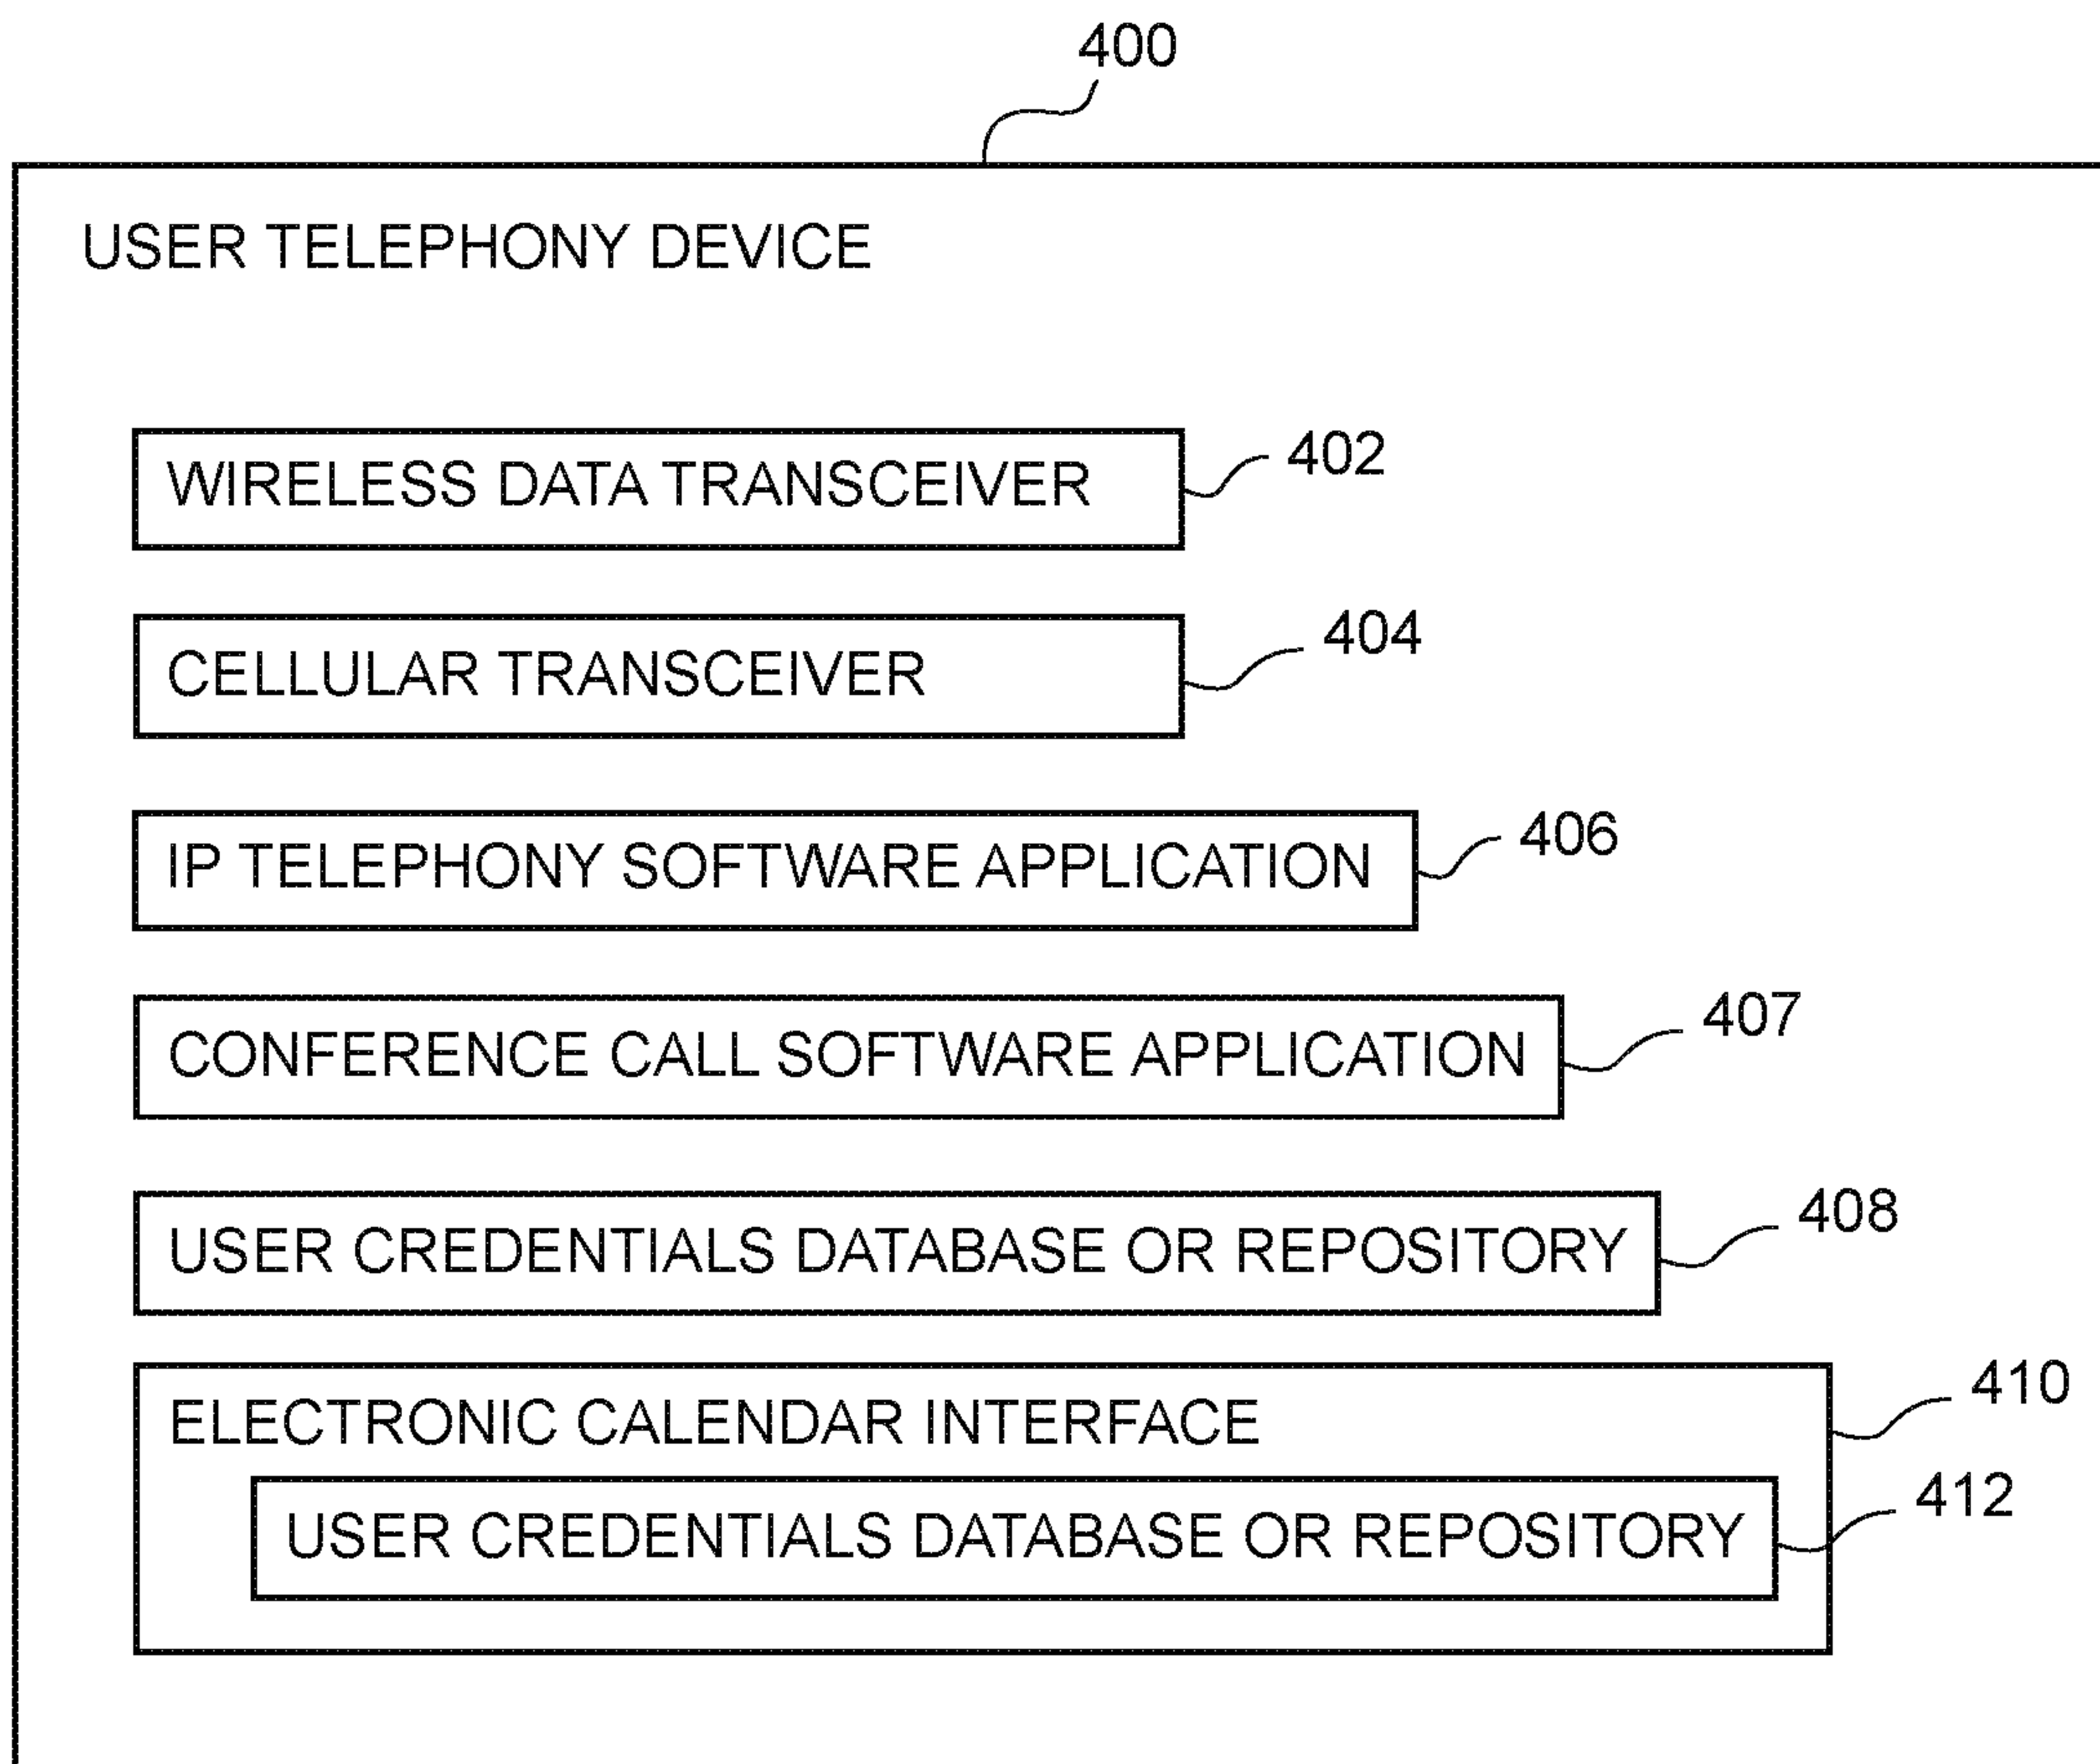 400
USER TELEPHONY DEVICE
WIRELESS DATA TRANSCEIVER
402
CELLULAR TRANSCEIVER
404
IP TELEPHONY SOFTWARE APPLICATION
406
CONFERENCE CALL SOFTWARE APPLICATION
407
USER CREDENTIALS DATABASE OR REPOSITORY
408
ELECTRONIC CALENDAR INTERFACE
410
USER CREDENTIALS DATABASE OR REPOSITORY
412